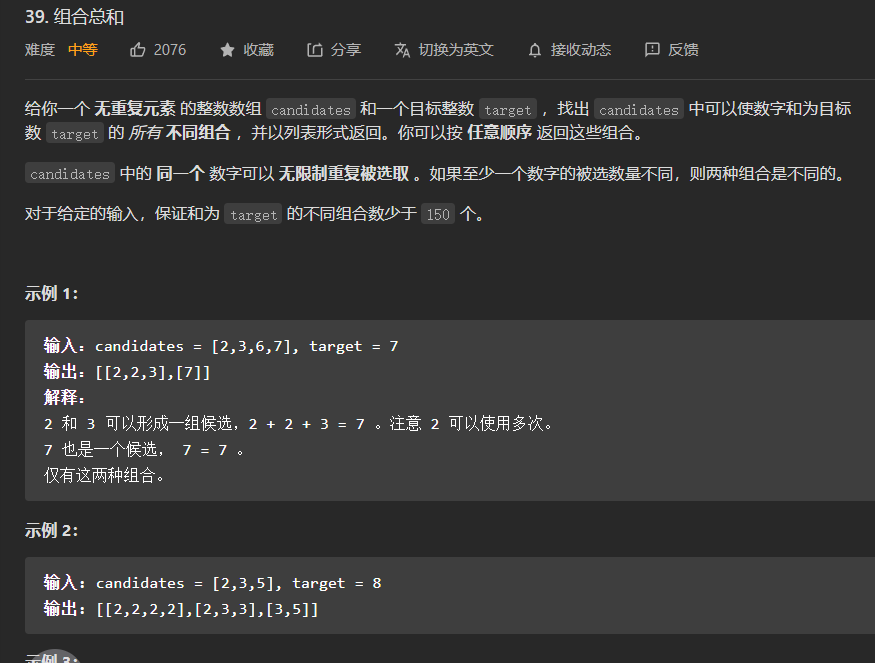 39. 组合总和
难度 中等 2076 收藏 分享 切换为英文 接收动态 反馈
给你一个 无重复元素 的整数数组 candidates 和一个目标整数 target ，找出 candidates 中可以使数字和为目标
数 target 的 所有 不同组合 ，并以列表形式返回。你可以按 任意顺序 返回这些组合。
candidates 中的 同一个 数字可以 无限制重复被选取 。如果至少一个数字的被选数量不同，则两种组合是不同的。
对于给定的输入，保证和为 target 的不同组合数少于 150 个。
示例 1：
输入：candidates = [2,3,6,7], target = 7
输出：[[2,2,3],[7]]
解释：
2 和 3 可以形成一组候选，2 + 2 + 3 = 7 。注意 2 可以使用多次。
7 也是一个候选， 7 = 7 。
仅有这两种组合。
示例 2：
输入：candidates = [2,3,5], target = 8
输出：[[2,2,2,2],[2,3,3],[3,5]]
示例 3：